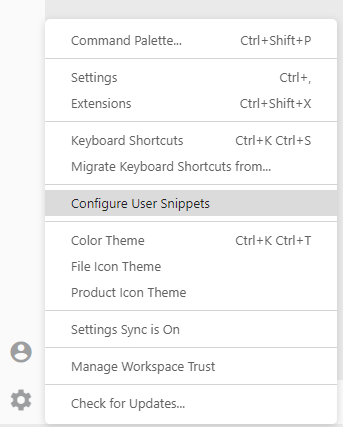 Command Palette... Ctrl+Shift+P
Settings Ctrl+,
Extensions Ctrl+Shift+X
Keyboard Shortcuts Ctrl+K Ctrl+S
Migrate Keyboard Shortcuts from...
Configure User Snippets
Color Theme Ctrl+K Ctrl+T
File Icon Theme
Product Icon Theme
Settings Sync is On
Manage Workspace Trust
Check for Updates...